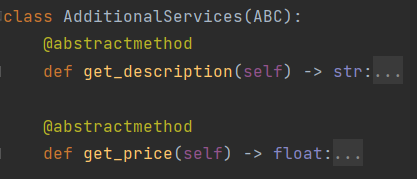 class AdditionalServices(ABC):
    @abstractmethod
    def get_description(self) -> str:...
    @abstractmethod
    def get_price(self) -> float:...